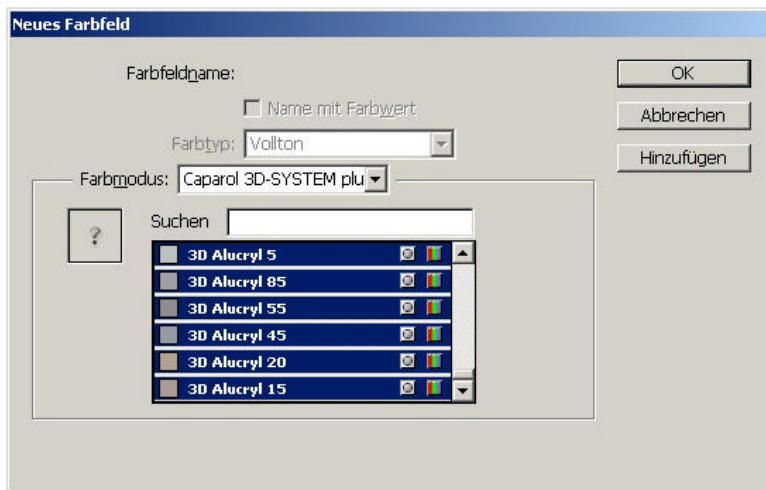 Neues Farbfeld
Farbfeldname:
OK
Name mit Farbwert
Abbrechen
Farbtyp: Vollton
Hinzufügen
Farbmodus: Caparol 3D-SYSTEM plu
?
Suchen
3D Alucryl 5
3D Alucryl 85
3D Alucryl 55
3D Alucryl 45
3D Alucryl 20
3D Alucryl 15